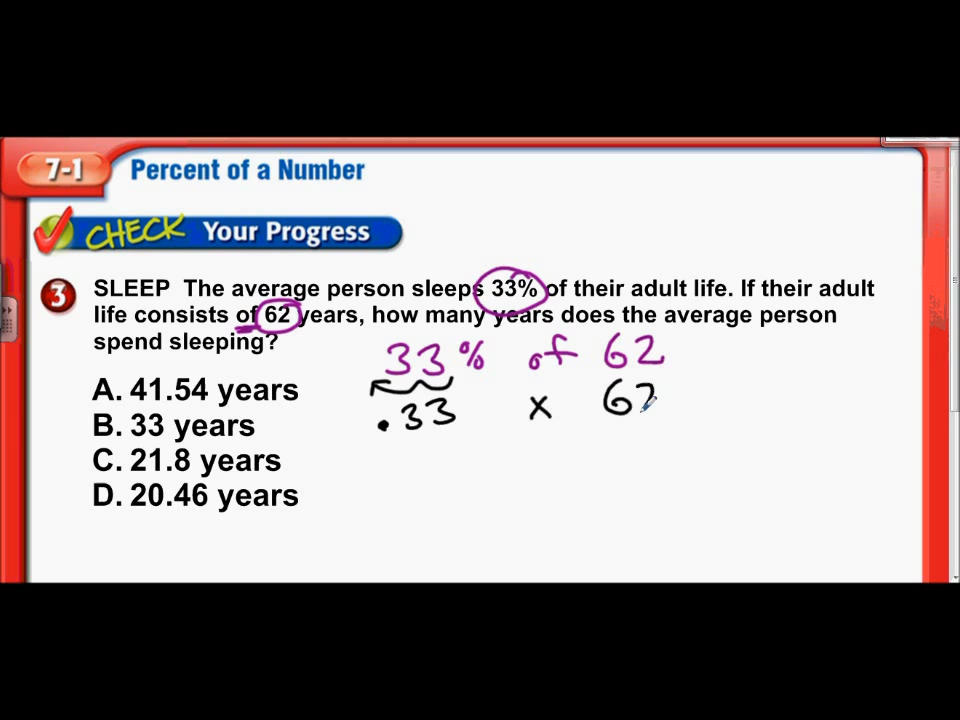 7-1 Percent of a Number
CHECK Your Progress
3 SLEEP The average person sleeps 33% of their adult life. If their adult
life consists of 62 years, how many years does the average person
spend sleeping?
33% of 62
A. 41.54 years
.33 x 62
B. 33 years
C. 21.8 years
D. 20.46 years